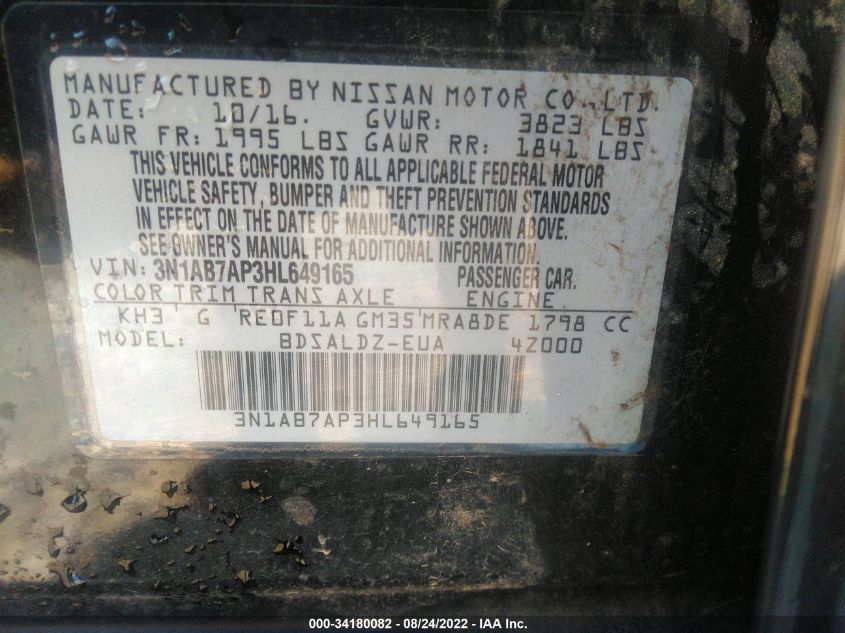 MANUFACTURED BY NISSAN MOTOR CO., LTD.
DATE: 10/16. GVWR: 3823 LBS
GAWR FR: 1995 LBS GAWR RR: 1841 LBS
THIS VEHICLE CONFORMS TO ALL APPLICABLE FEDERAL MOTOR
VEHICLE SAFETY, BUMPER AND THEFT PREVENTION STANDARDS
IN EFFECT ON THE DATE OF MANUFACTURE SHOWN ABOVE.
SEE OWNER'S MANUAL FOR ADDITIONAL INFORMATION.
VIN: 3N1AB7AP3HL649165 PASSENGER CAR.
COLOR TRIM TRANS AXLE ENGINE
KH3 G RE0F11A GM35 MRA8DE 1798 CC
MODEL: BDSALDZ-EUA 4Z000
3N1AB7AP3HL649165
000-34180082 - 08/24/2022 - IAA Inc.